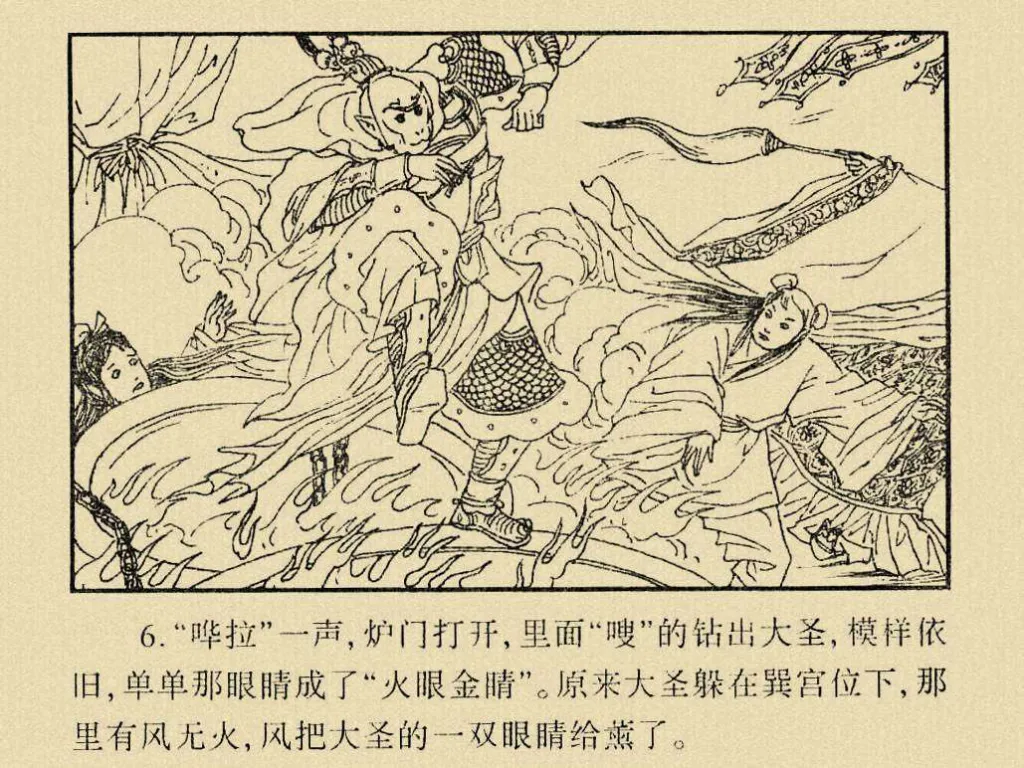 6.“哗拉”一声,炉门打开,里面“嗖”的钻出大圣,模样依
旧,单单那眼睛成了“火眼金睛”。原来大圣躲在巽宫位下,那
里有风无火,风把大圣的一双眼睛给薰了。